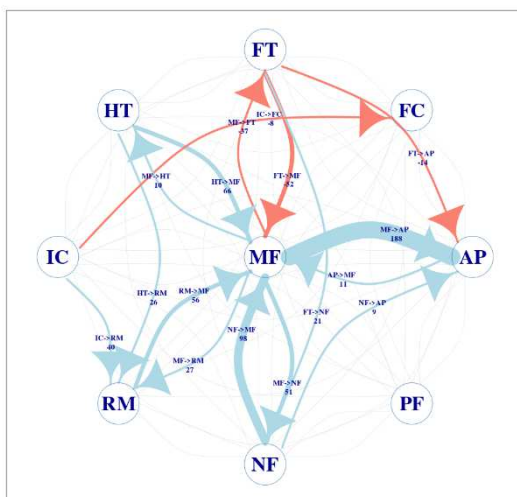 FT
HT
FC
IC->FC
-8
MF->FT
-37
FT->AP
-14
FT->MF
-52
MF->HT
10
HT->MF
66
MF->AP
188
IC
MF
AP
AP->MF
11
HT->RM
26
RM->MF
56
FT->NF
21
NF->AP
9
NF->MF
98
IC->RM
40
MF->RM
27
MF->NF
51
RM
PF
NF